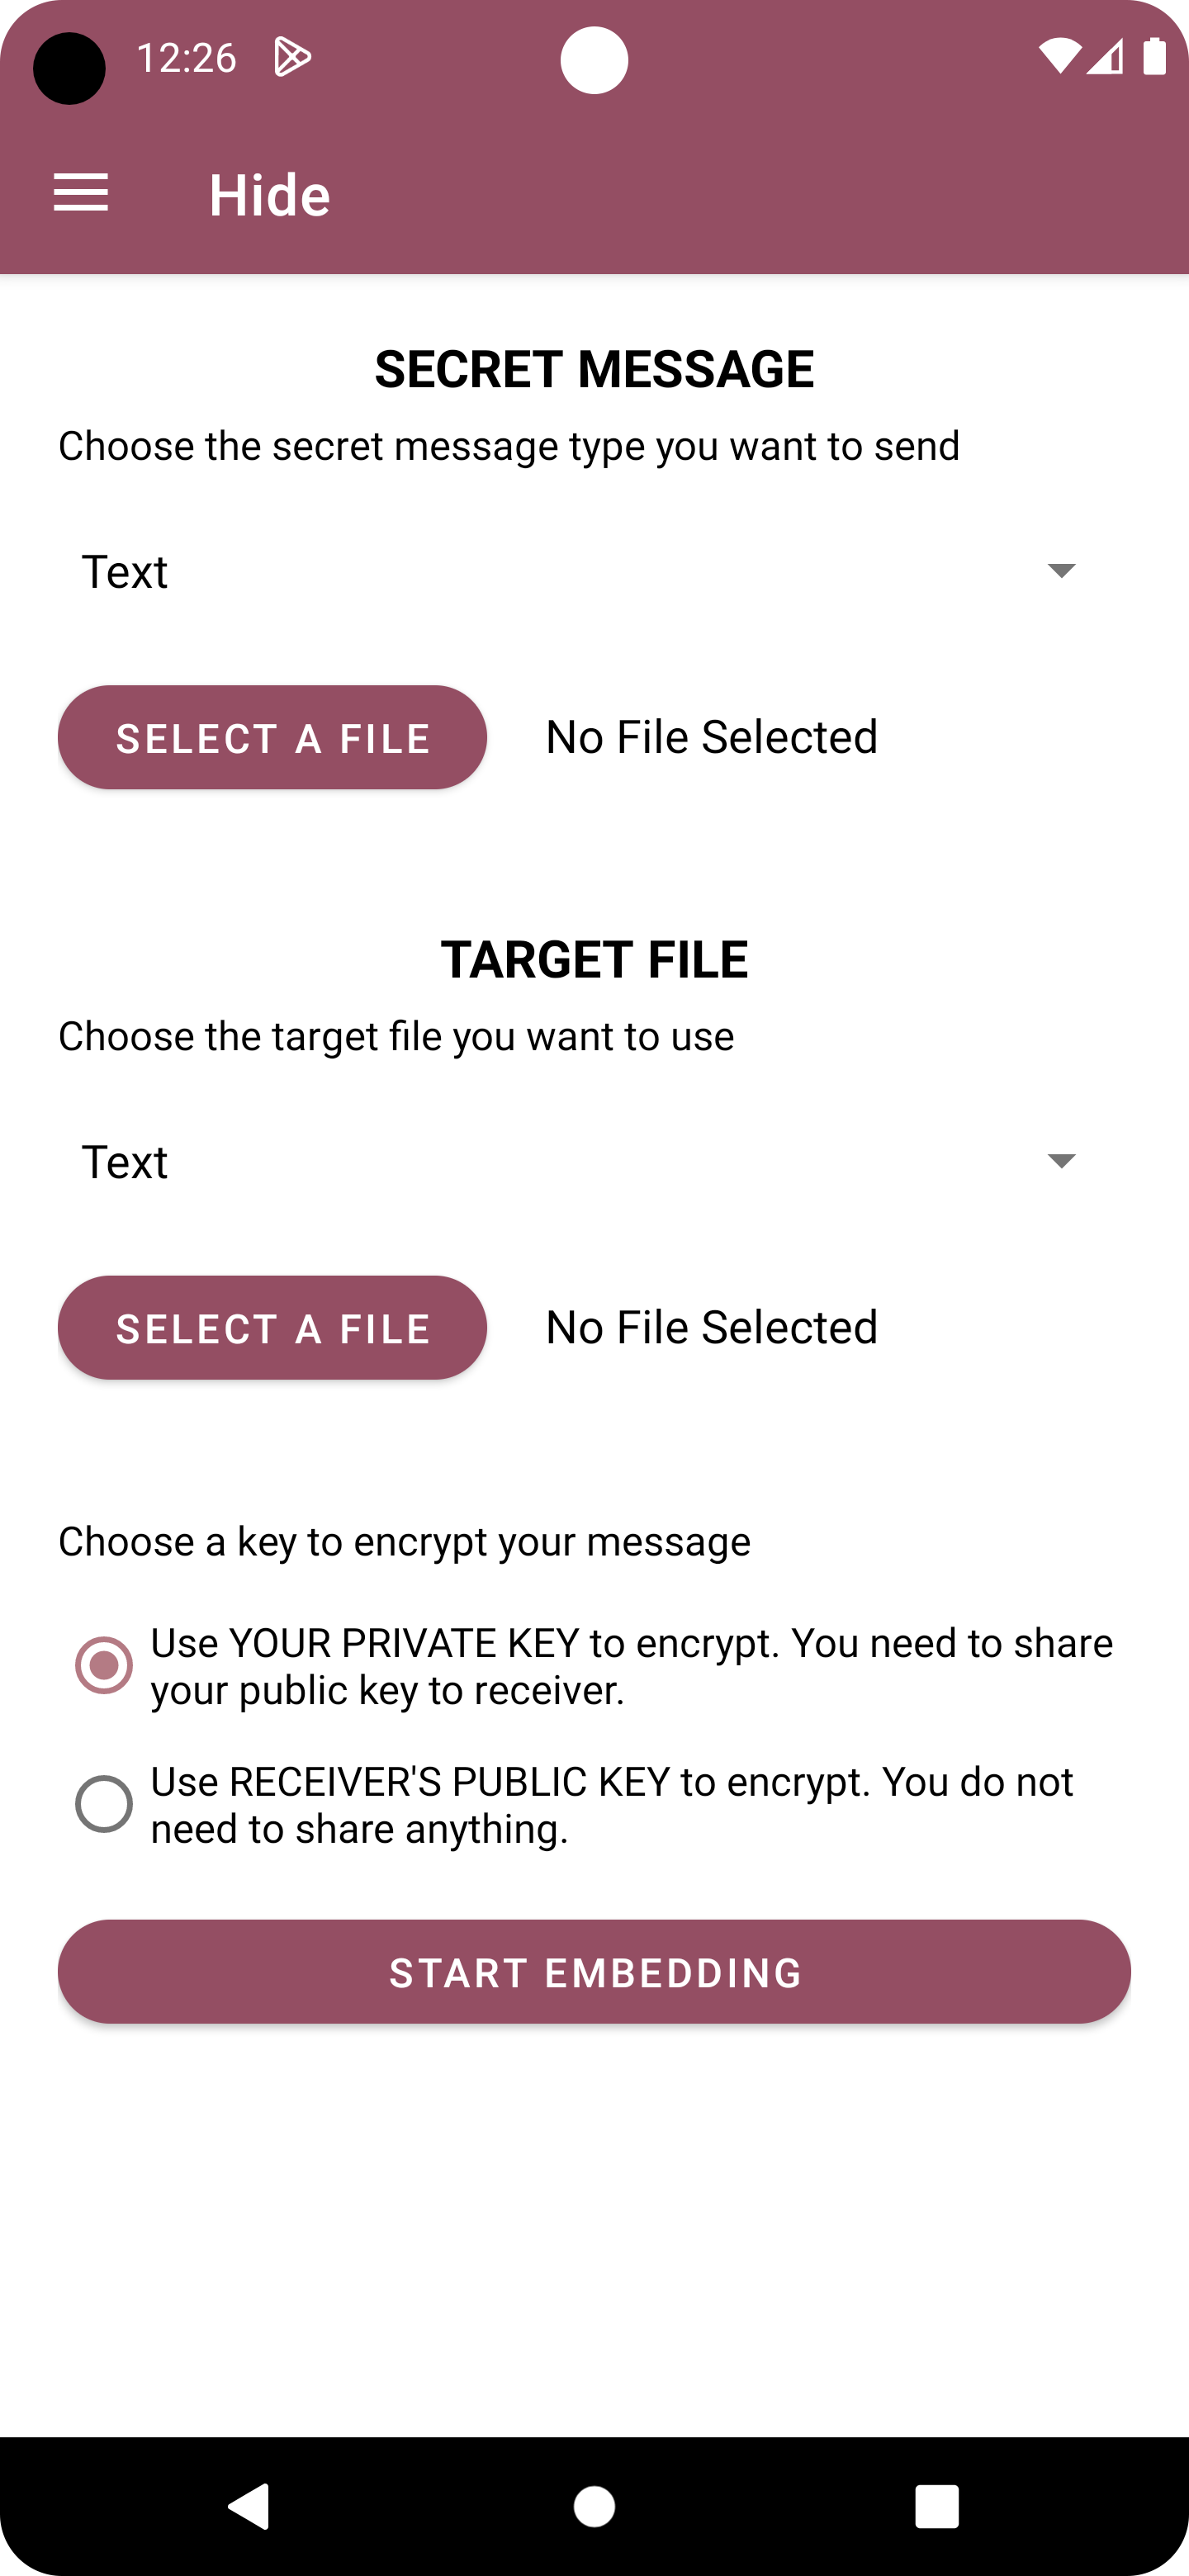 12:26
Hide
SECRET MESSAGE
Choose the secret message type you want to send
Text
SELECT A FILE No File Selected
TARGET FILE
Choose the target file you want to use
Text
SELECT A FILE No File Selected
Choose a key to encrypt your message
Use YOUR PRIVATE KEY to encrypt. You need to share
your public key to receiver.
Use RECEIVER'S PUBLIC KEY to encrypt. You do not
need to share anything.
START EMBEDDING